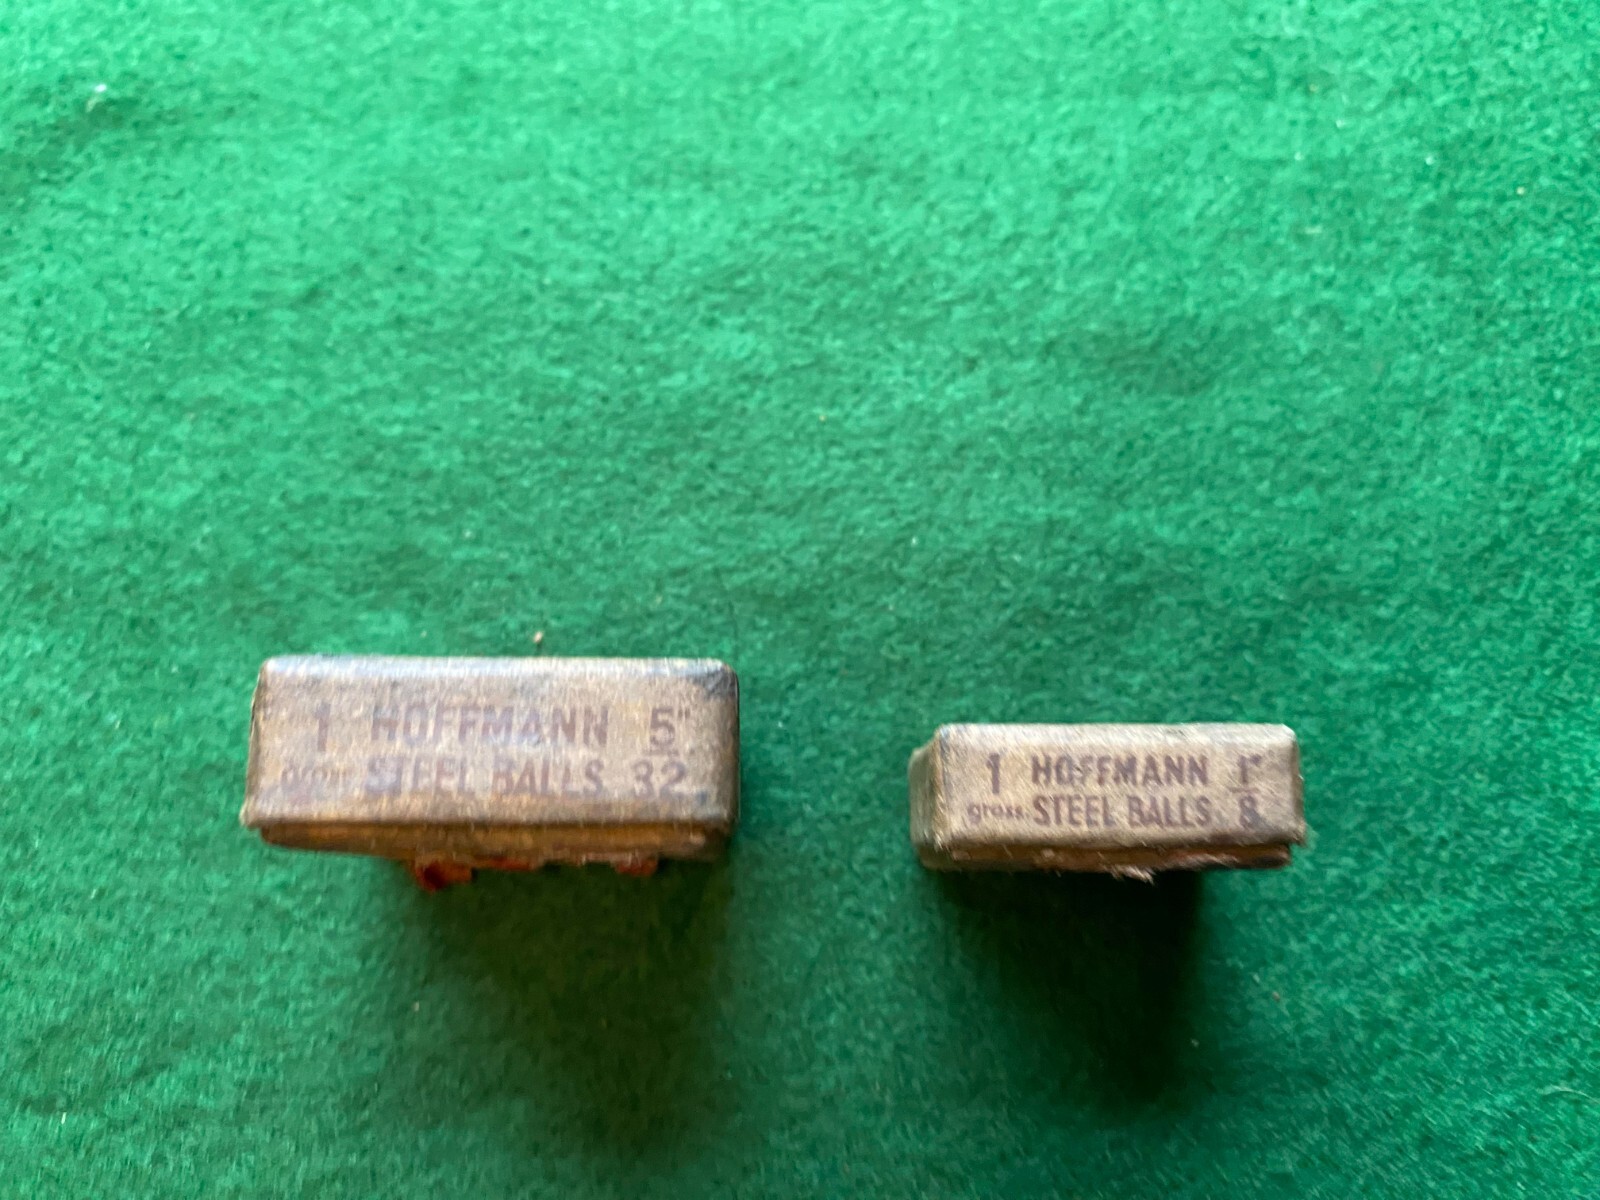 1 HOFFMANN 5"
gross. STEEL BALLS. 32
1 HOFFMANN 1"
gross. STEEL BALLS. 8